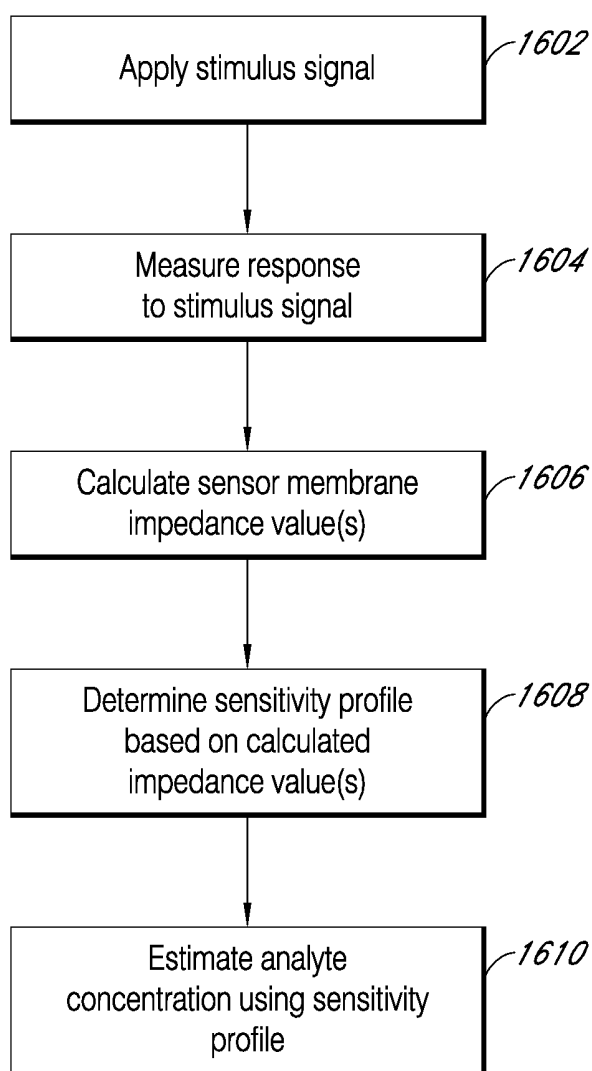 Apply stimulus signal
1602
Measure response
to stimulus signal
1604
Calculate sensor membrane
impedance value(s)
1606
Determine sensitivity profile
based on calculated
impedance value(s)
1608
Estimate analyte
concentration using sensitivity
profile
1610